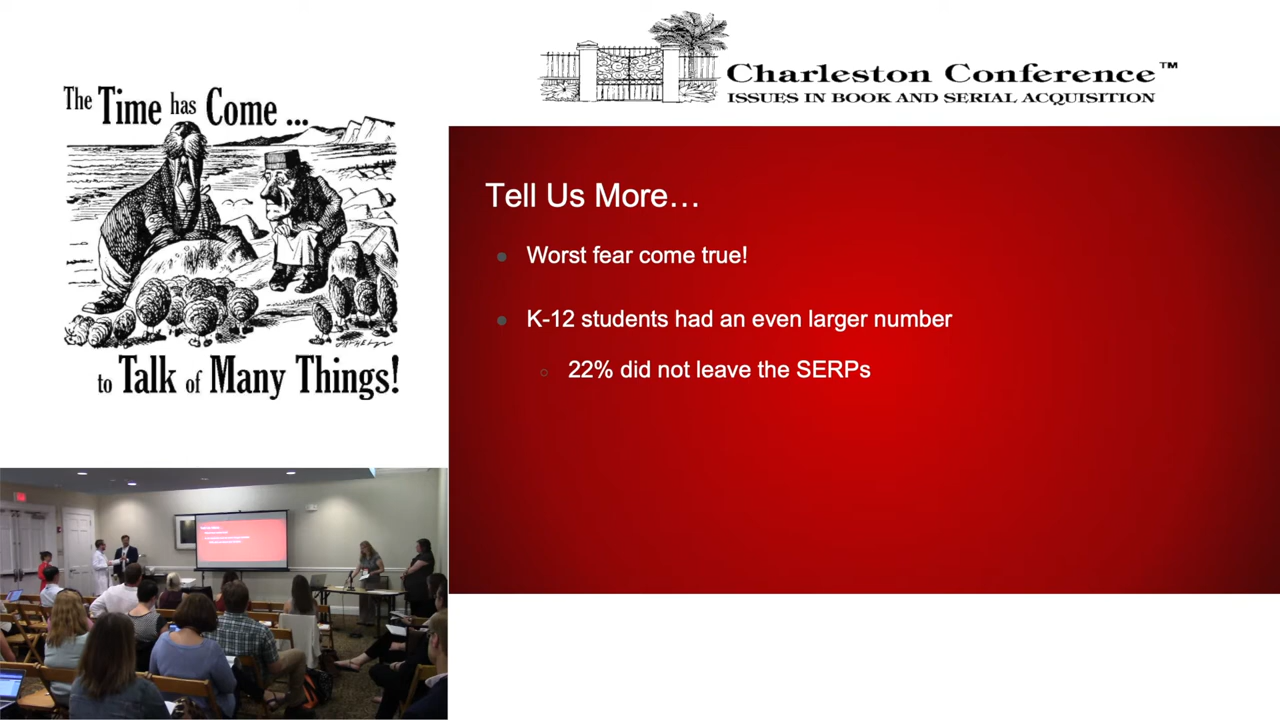 The Time has Come ...
to Talk of Many Things!
Charleston Conference™
ISSUES IN BOOK AND SERIAL ACQUISITION
Tell Us More…
Worst fear come true!
K-12 students had an even larger number
22% did not leave the SERPs